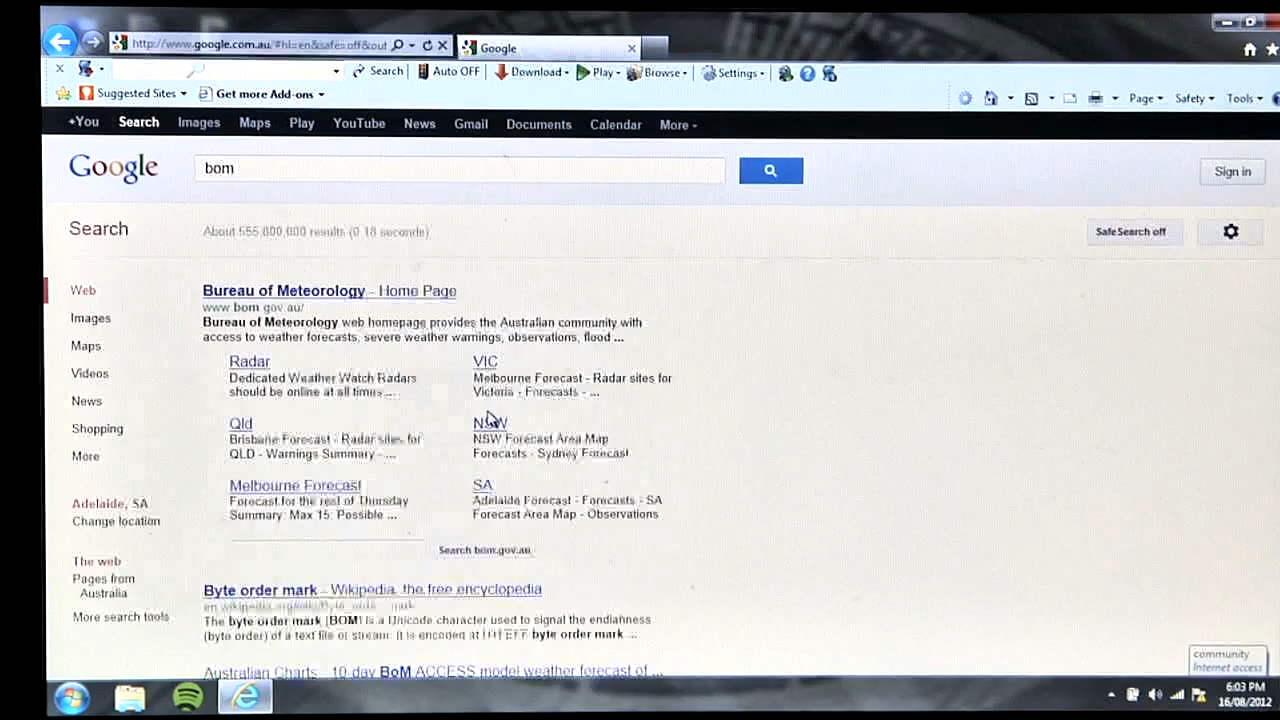 http://www.google.com.au/#hl=en&safe=off&out
Google
Search
Auto OFF
Download
Play
Browse
Settings
Suggested Sites
Get more Add-ons
Page
Safety
Tools
+You Search Images Maps Play YouTube News Gmail Documents Calendar More
Google
bom
Sign in
Search
About 555,000,000 results (0.18 seconds)
SafeSearch off
Web
Images
Maps
Videos
News
Shopping
More
Adelaide, SA
Change location
The web
Pages from
Australia
More search tools
Bureau of Meteorology - Home Page
www.bom.gov.au/
Bureau of Meteorology web homepage provides the Australian community with
access to weather forecasts, severe weather warnings, observations, flood ...
Radar
Dedicated Weather Watch Radars
should be online at all times ...
VIC
Melbourne Forecast - Radar sites for
Victoria - Forecasts - ...
Qld
Brisbane Forecast - Radar sites for
QLD - Warnings Summary - ...
NSW
NSW Forecast Area Map
Forecasts - Sydney Forecast
Melbourne Forecast
Forecast for the rest of Thursday
Summary: Max 15. Possible ...
SA
Adelaide Forecast - Forecasts - SA
Forecast Area Map - Observations
Search bom.gov.au
Byte order mark - Wikipedia, the free encyclopedia
The byte order mark (BOM) is a Unicode character used to signal the endianness
(byte order) of a text file or stream. It is encoded at byte order mark ...
Australian Charts - 10 day BoM ACCESS model weather forecast of ...
community
Internet access
6:03 PM
16/08/2012